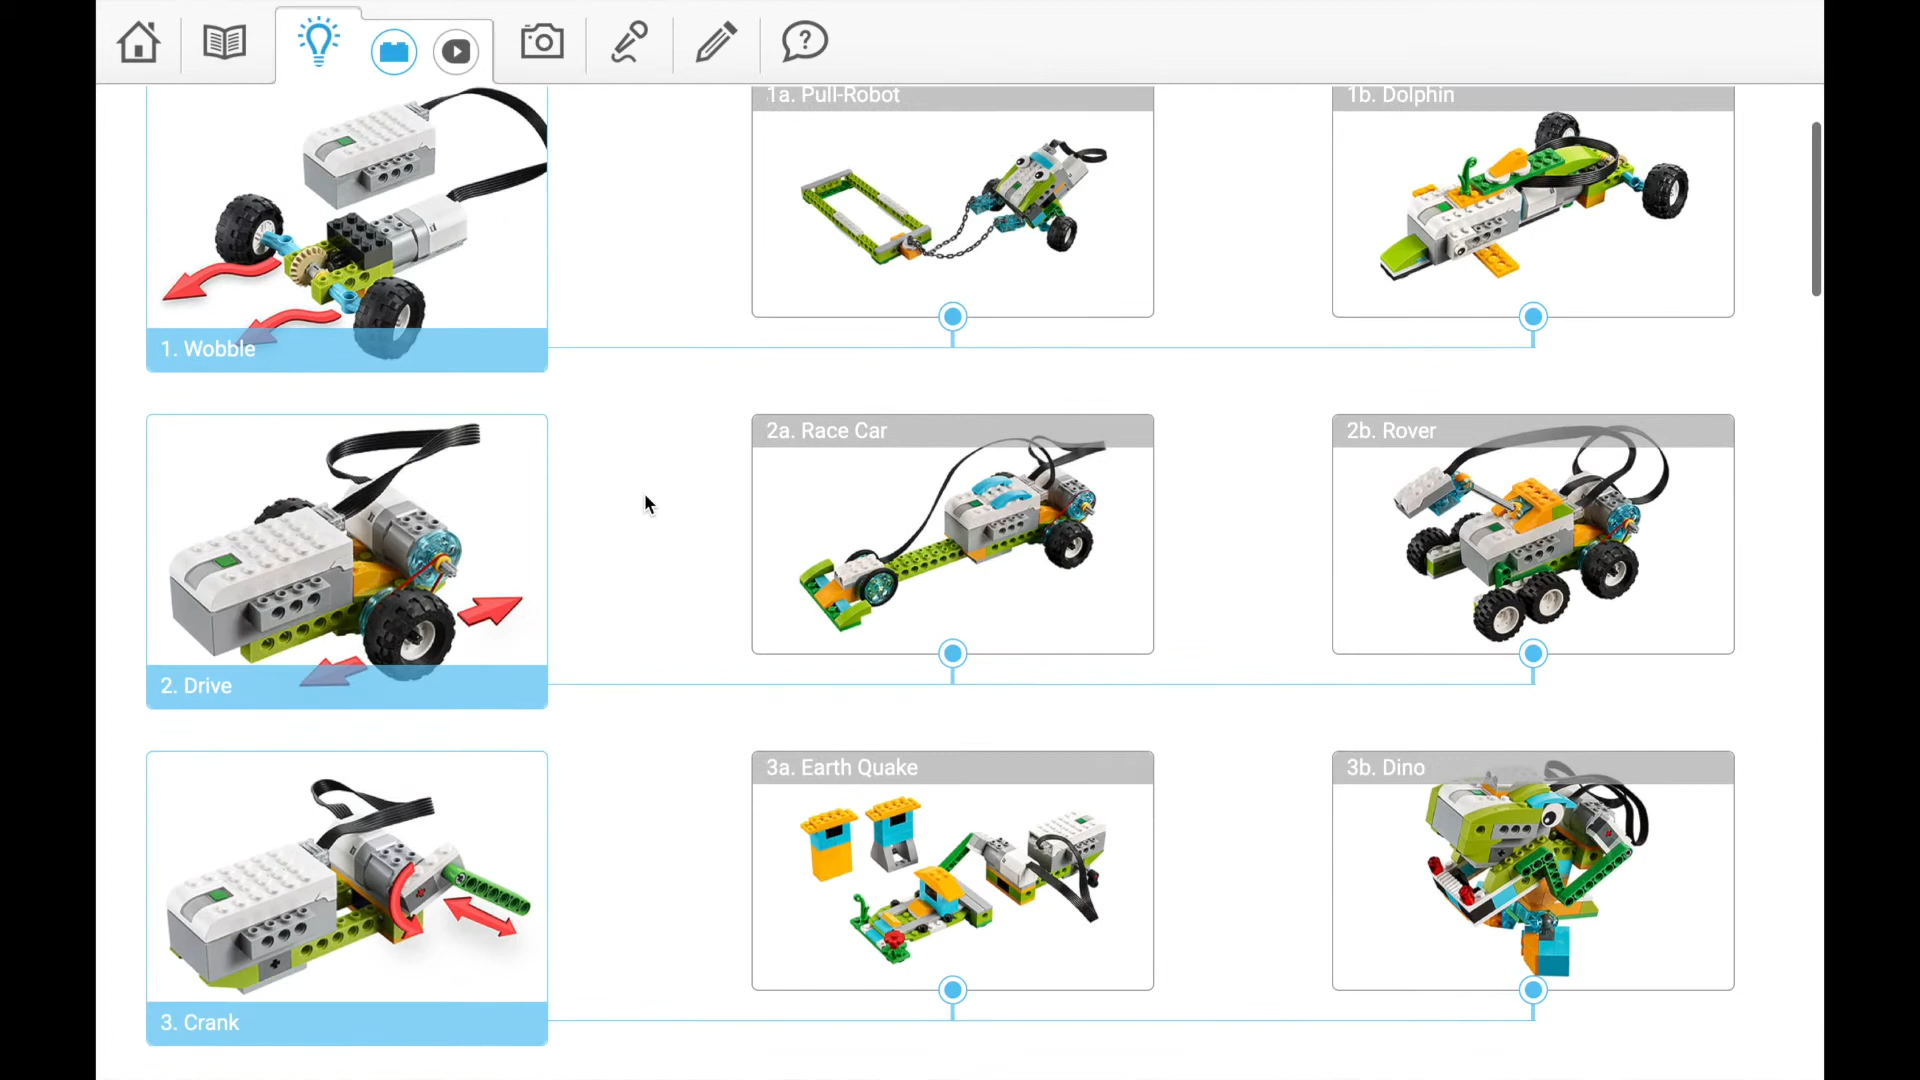 1a. Pull-Robot
1b. Dolphin
1. Wobble
2a. Race Car
2b. Rover
2. Drive
3a. Earth Quake
3b. Dino
3. Crank